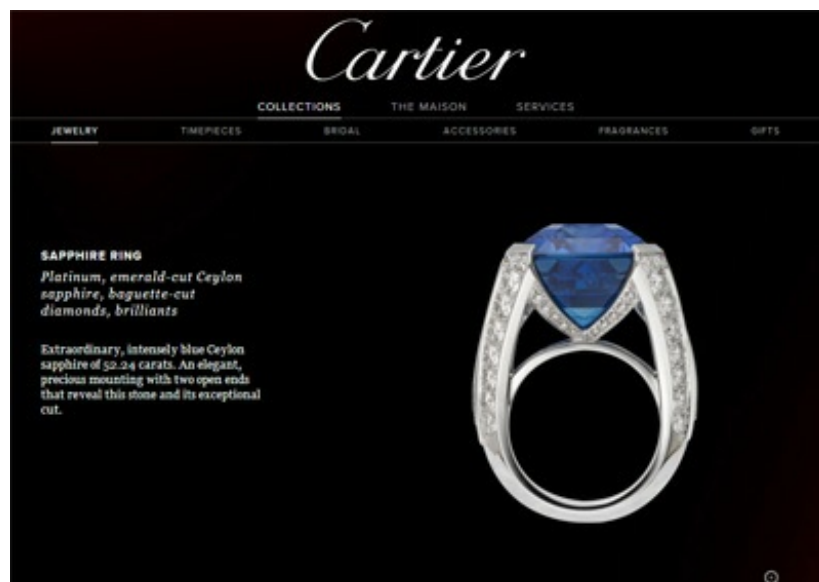 Cartier
COLLECTIONS THE MAISON SERVICES
JEWELRY TIMEPIECES BRIDAL ACCESSORIES FRAGRANCES GIFTS
SAPPHIRE RING
Platinum, emerald-cut Ceylon
sapphire, baguette-cut
diamonds, brilliants
Extraordinary, intensely blue Ceylon
sapphire of 52.24 carats. An elegant,
precious mounting with two open ends
that reveal this stone and its exceptional
cut.